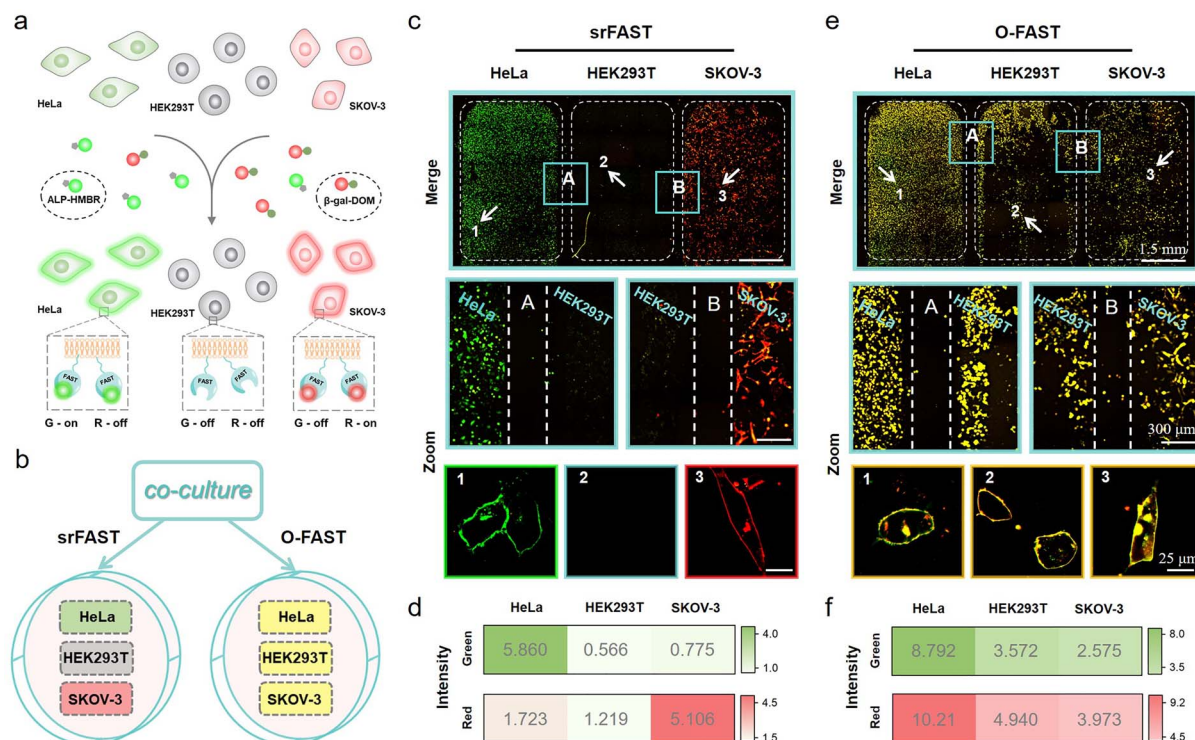 a
HeLa
HEK293T
SKOV-3
ALP-HMBR
β-gal-DOM
HeLa
HEK293T
SKOV-3
FAST FAST
FAST FAST
FAST FAST
G - on R - off
G - off R - off
G - off R - on
b
co-culture
srFAST O-FAST
HeLa HeLa
HEK293T HEK293T
SKOV-3 SKOV-3
c
srFAST
HeLa HEK293T SKOV-3
Merge
A
B
1
2
3
Zoom
HeLa A HEK293T
HEK293T B SKOV-3
1 2 3
d
HeLa HEK293T SKOV-3
Intensity
Green
5.860 0.566 0.775
4.0
1.0
Red
1.723 1.219 5.106
4.5
1.5
e
O-FAST
HeLa HEK293T SKOV-3
Merge
A
B
1
2
3
1.5 mm
Zoom
HeLa A HEK293T
HEK293T B SKOV-3
300 μm
1 2 3
25 μm
f
HeLa HEK293T SKOV-3
Intensity
Green
8.792 3.572 2.575
8.0
3.5
Red
10.21 4.940 3.973
9.2
4.5